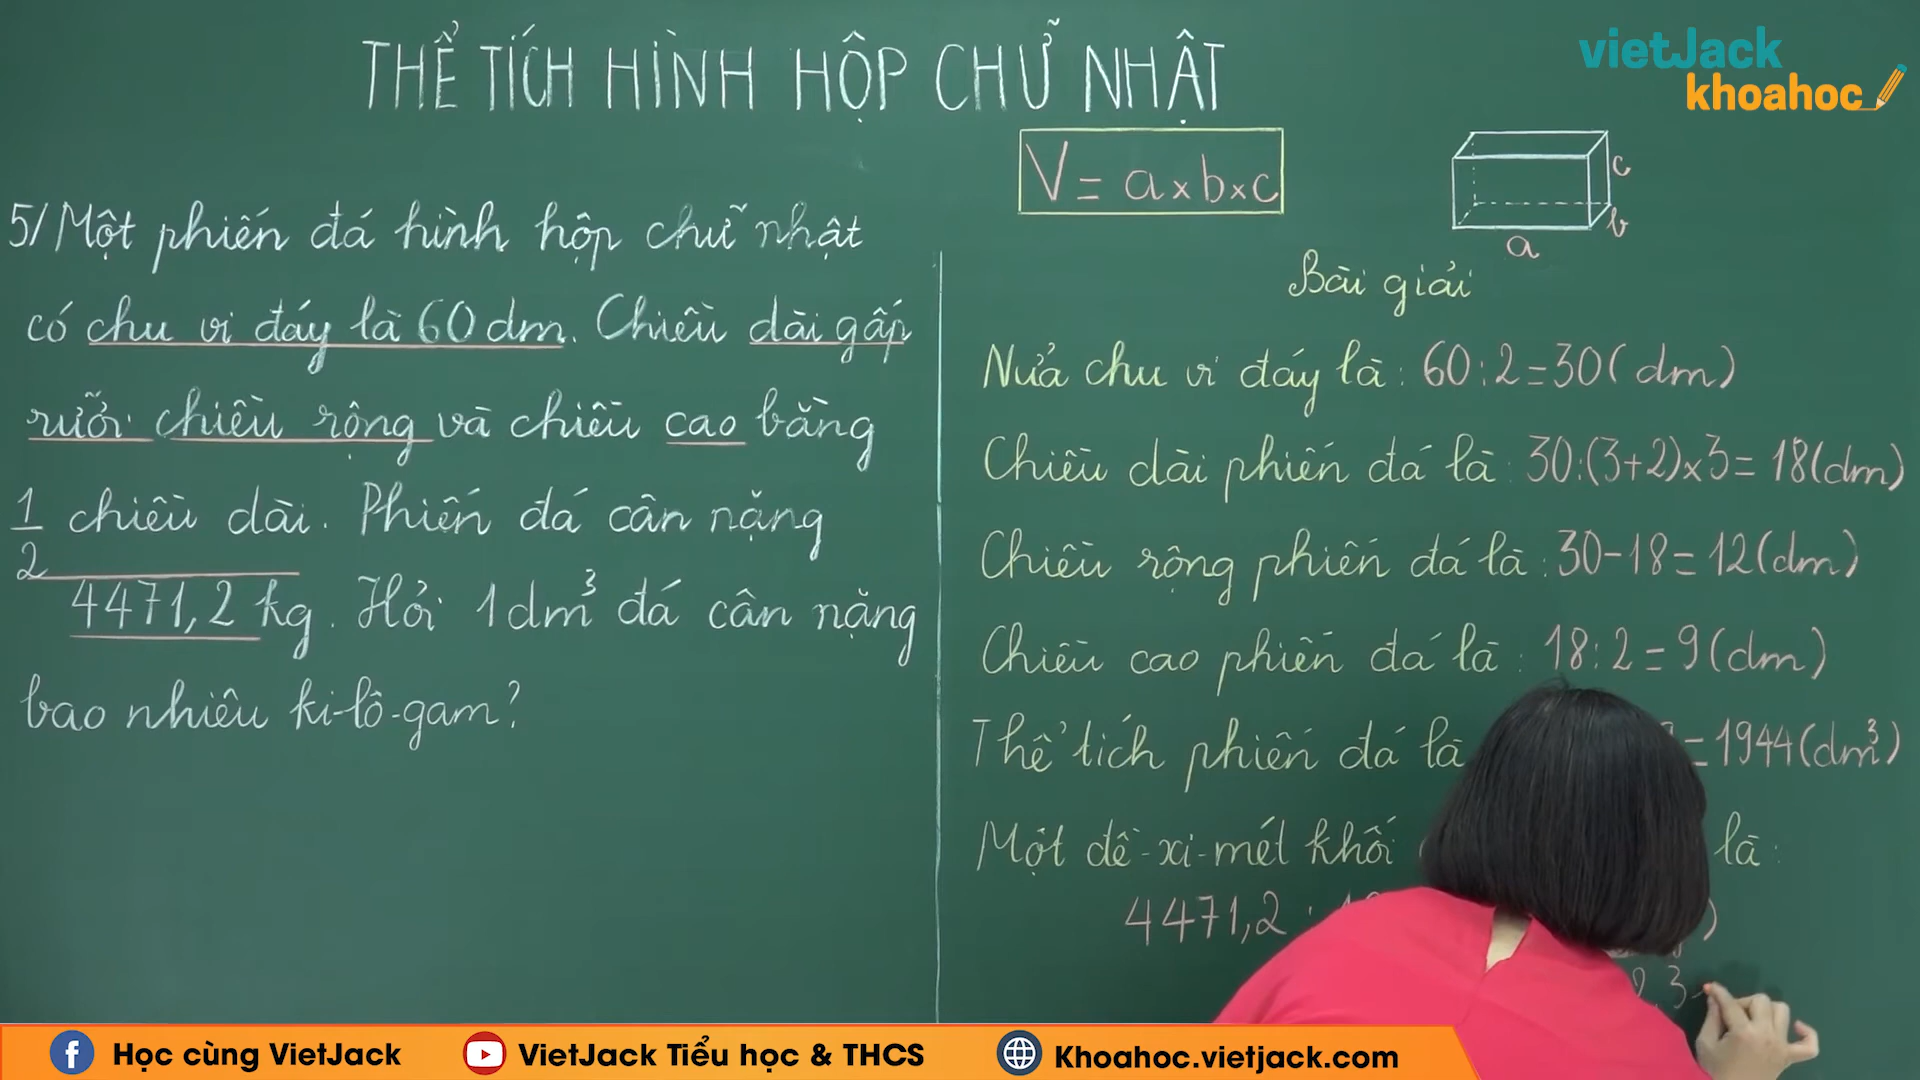 THỂ TÍCH HÌNH HỘP CHỮ NHẬT
vietJack
khoahoc
V = a x b x c
c
b
a
5/ Một phiến đá hình hộp chữ nhật
có chu vi đáy là 60 dm. Chiều dài gấp
rưỡi chiều rộng và chiều cao bằng
1/2 chiều dài. Phiến đá cân nặng
4471,2 kg. Hỏi 1dm³ đá cân nặng
bao nhiêu ki-lô-gam?
Bài giải
Nửa chu vi đáy là: 60 : 2 = 30 (dm)
Chiều dài phiến đá là: 30 : (3+2) x 3 = 18 (dm)
Chiều rộng phiến đá là: 30 - 18 = 12 (dm)
Chiều cao phiến đá là: 18 : 2 = 9 (dm)
Thể tích phiến đá là = 1944 (dm³)
Một đề-xi-mét khối là:
4471,2 : )
2,3
Học cùng VietJack
VietJack Tiểu học & THCS
Khoahoc.vietjack.com